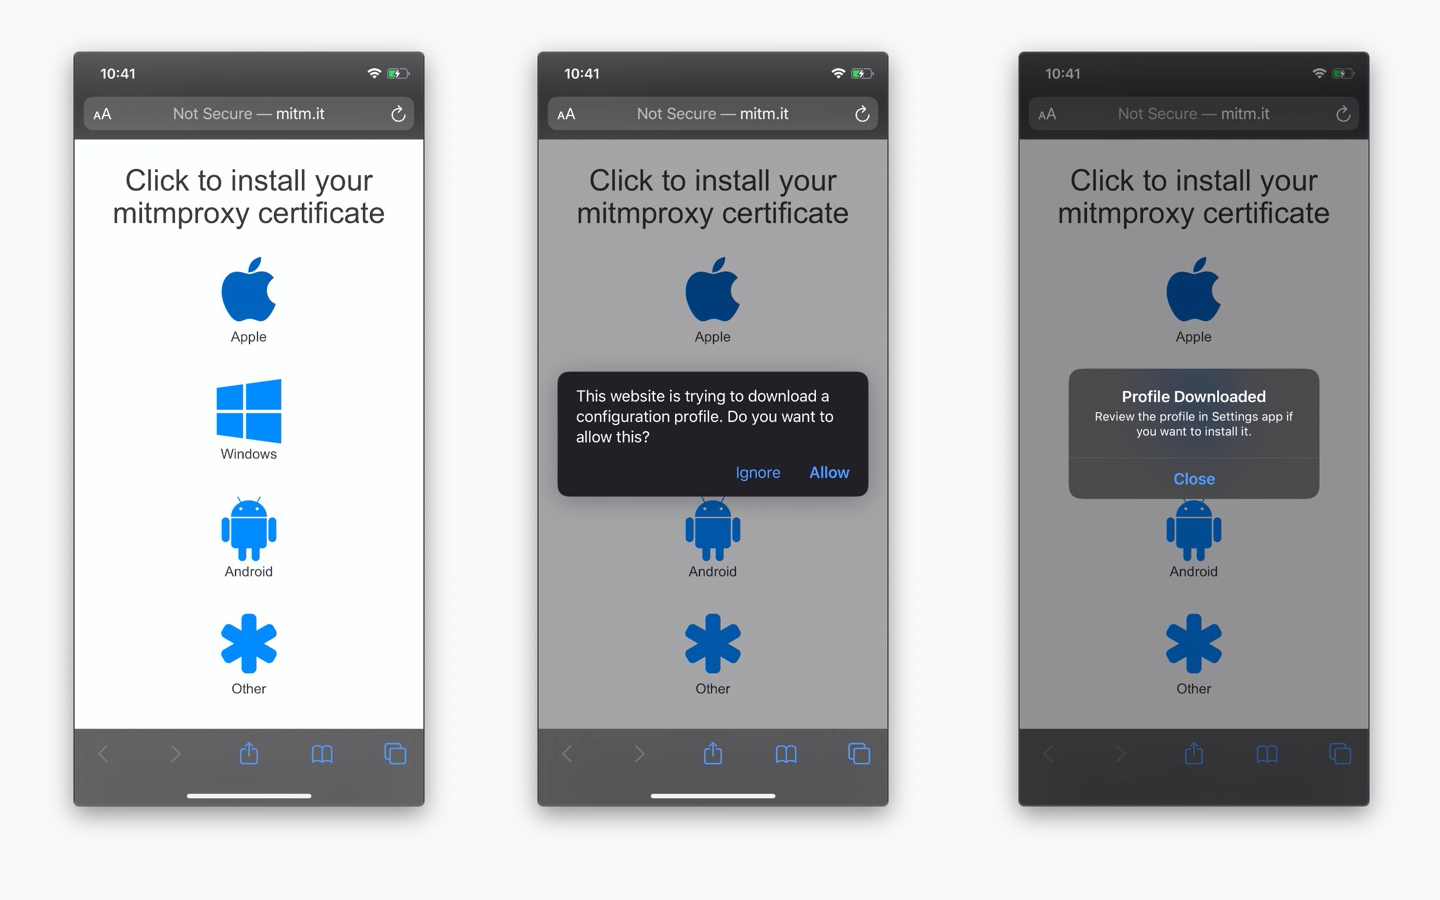 10:41
AA
Not Secure — mitm.it
Click to install your
mitmproxy certificate
Apple
Windows
Android
Other
10:41
AA
Not Secure — mitm.it
Click to install your
mitmproxy certificate
Apple
This website is trying to download a
configuration profile. Do you want to
allow this?
Ignore
Allow
Android
Other
10:41
AA
Not Secure — mitm.it
Click to install your
mitmproxy certificate
Apple
Profile Downloaded
Review the profile in Settings app if
you want to install it.
Close
Android
Other